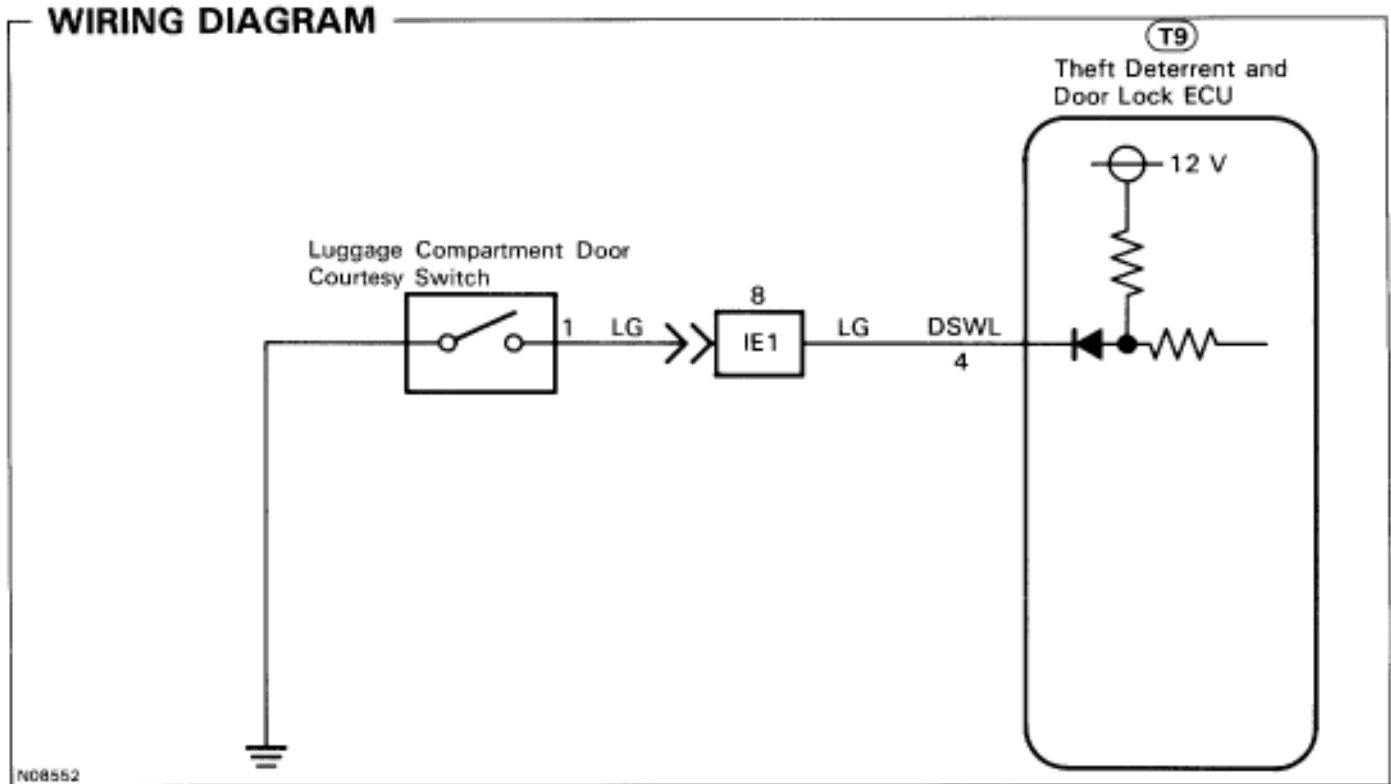 WIRING DIAGRAM
T9
Theft Deterrent and
Door Lock ECU
12 V
Luggage Compartment Door
Courtesy Switch
1 LG
8
IE1
LG DSWL
4
N08552